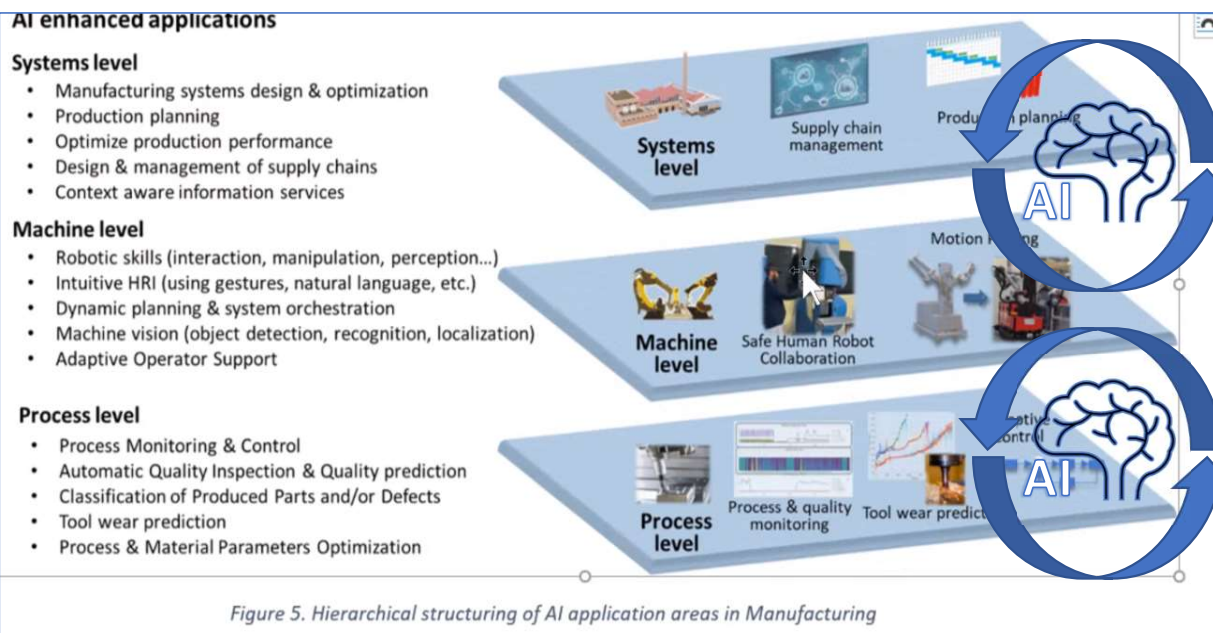 AI enhanced applications
Systems level
• Manufacturing systems design & optimization
• Production planning
• Optimize production performance
• Design & management of supply chains
• Context aware information services
Machine level
• Robotic skills (interaction, manipulation, perception...)
• Intuitive HRI (using gestures, natural language, etc.)
• Dynamic planning & system orchestration
• Machine vision (object detection, recognition, localization)
• Adaptive Operator Support
Process level
• Process Monitoring & Control
• Automatic Quality Inspection & Quality prediction
• Classification of Produced Parts and/or Defects
• Tool wear prediction
• Process & Material Parameters Optimization
Systems
level
Supply chain
management
Production planning
AI
Machine
level
Safe Human Robot
Collaboration
Motion
Process
level
Process & quality
monitoring
Tool wear
AI
Figure 5. Hierarchical structuring of AI application areas in Manufacturing